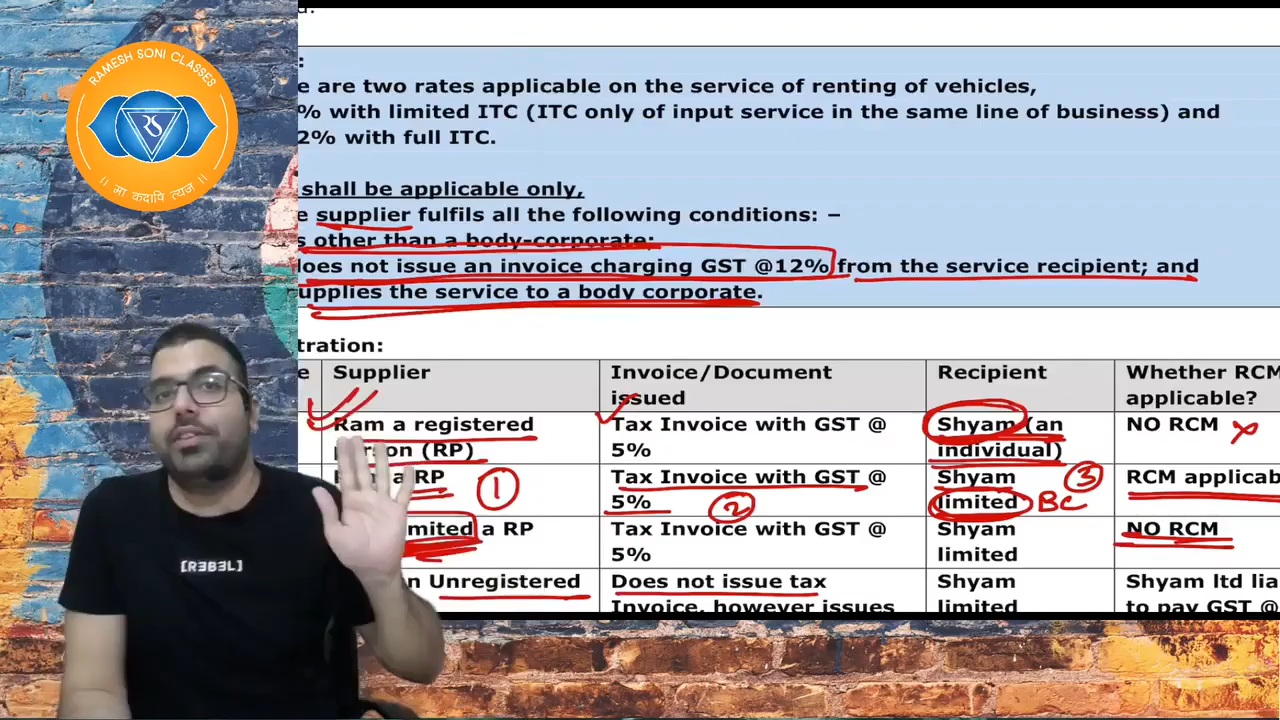 RAMESH SONI CLASSES
।। मा कदापि त्यज ।।
[REBEL]
e are two rates applicable on the service of renting of vehicles,
% with limited ITC (ITC only of input service in the same line of business) and
2% with full ITC.
shall be applicable only,
e supplier fulfils all the following conditions: –
s other than a body-corporate;
oes not issue an invoice charging GST @12% from the service recipient; and
upplies the service to a body corporate.
tration:
e Supplier Invoice/Document issued Recipient Whether RCM applicable?
Ram a registered person (RP) Tax Invoice with GST @ 5% Shyam (an individual) NO RCM
a RP 1 Tax Invoice with GST @ 5% 2 Shyam limited BC 3 RCM applicab
mited a RP Tax Invoice with GST @ 5% Shyam limited NO RCM
n Unregistered Does not issue tax Invoice, however issues Shyam limited Shyam ltd lia to pay GST @